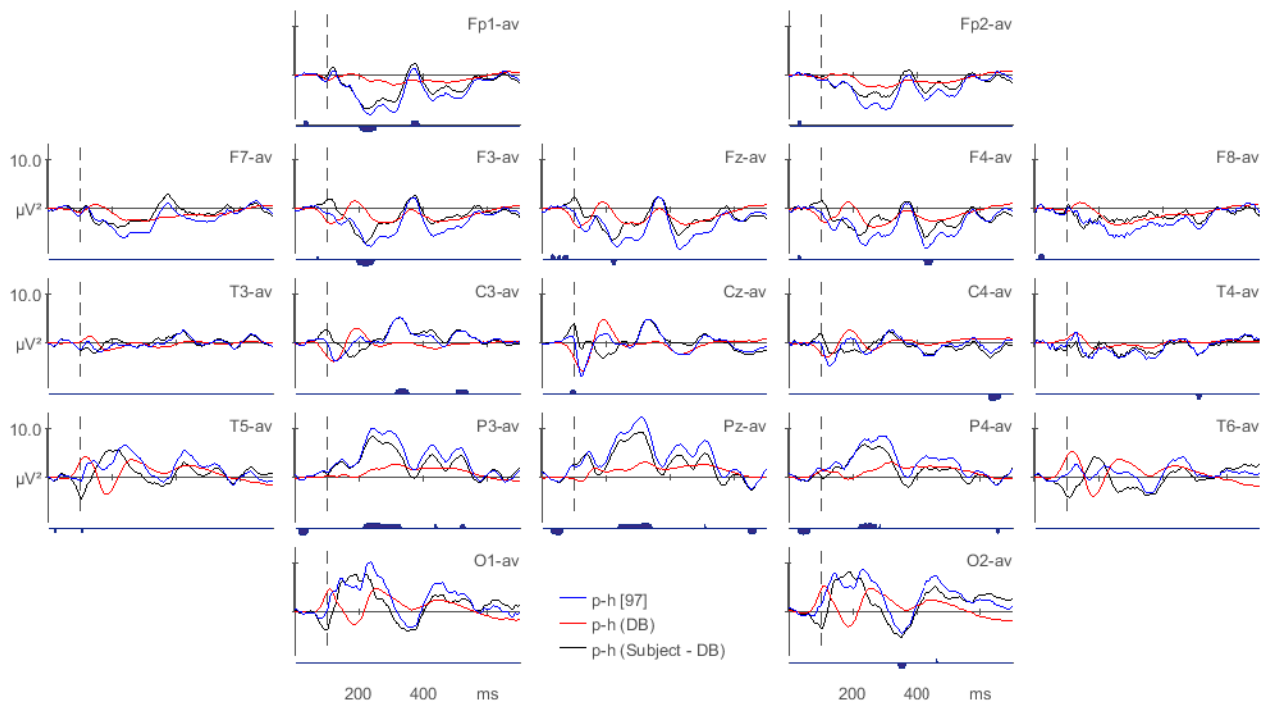 Fp1-av Fp2-av
10.0 F7-av F3-av Fz-av F4-av F8-av
µV²
10.0 T3-av C3-av Cz-av C4-av T4-av
µV²
10.0 T5-av P3-av Pz-av P4-av T6-av
µV²
O1-av O2-av
p-h [97]
p-h (DB)
p-h (Subject - DB)
200 400 ms 200 400 ms